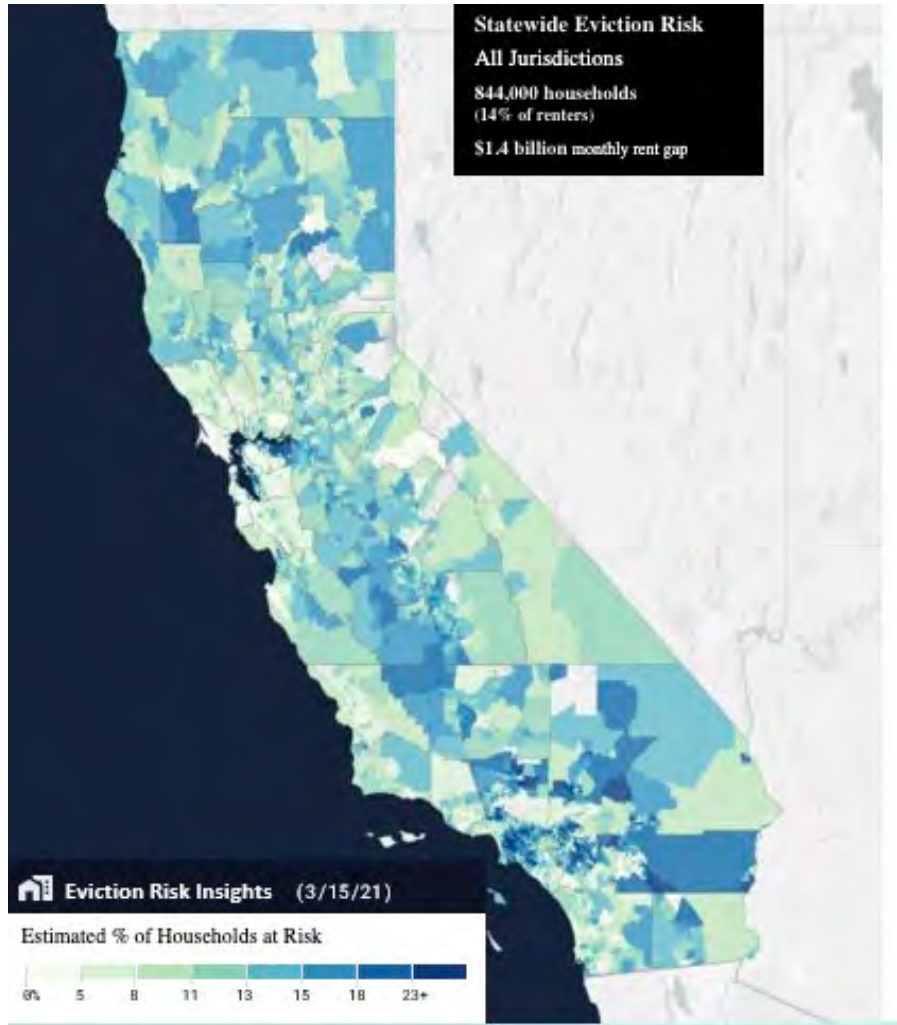 Statewide Eviction Risk
All Jurisdictions
844,000 households
(14% of renters)
$1.4 billion monthly rent gap
Eviction Risk Insights (3/15/21)
Estimated % of Households at Risk
0% 5 8 11 13 15 18 23+